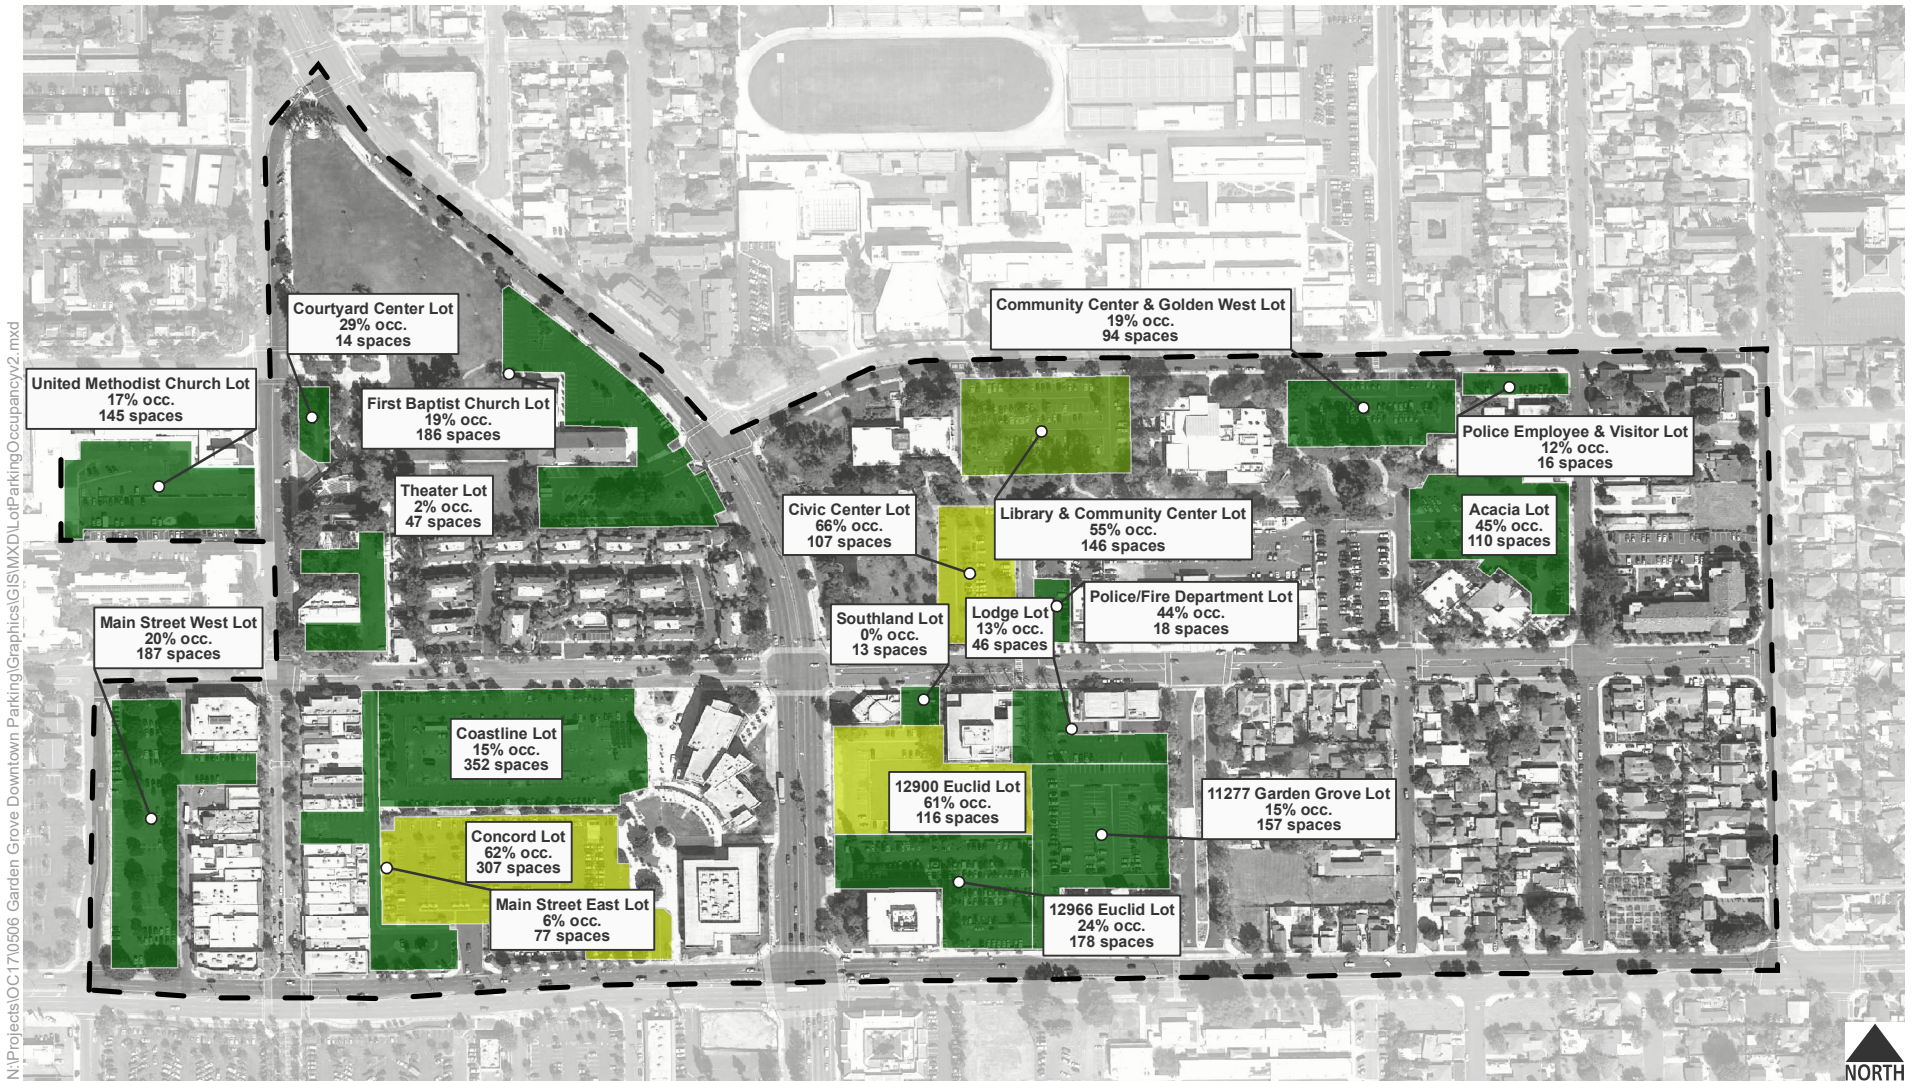 N:\Projects\OC17\0506 Garden Grove Downtown Parking\Graphics\GIS\MXD\LotParkingOccupancyv2.mxd
Courtyard Center Lot
29% occ.
14 spaces
Community Center & Golden West Lot
19% occ.
94 spaces
United Methodist Church Lot
17% occ.
145 spaces
First Baptist Church Lot
19% occ.
186 spaces
Police Employee & Visitor Lot
12% occ.
16 spaces
Theater Lot
2% occ.
47 spaces
Civic Center Lot
66% occ.
107 spaces
Library & Community Center Lot
55% occ.
146 spaces
Acacia Lot
45% occ.
110 spaces
Main Street West Lot
20% occ.
187 spaces
Southland Lot
0% occ.
13 spaces
Lodge Lot
13% occ.
46 spaces
Police/Fire Department Lot
44% occ.
18 spaces
Coastline Lot
15% occ.
352 spaces
12900 Euclid Lot
61% occ.
116 spaces
11277 Garden Grove Lot
15% occ.
157 spaces
Concord Lot
62% occ.
307 spaces
Main Street East Lot
6% occ.
77 spaces
12966 Euclid Lot
24% occ.
178 spaces
NORTH